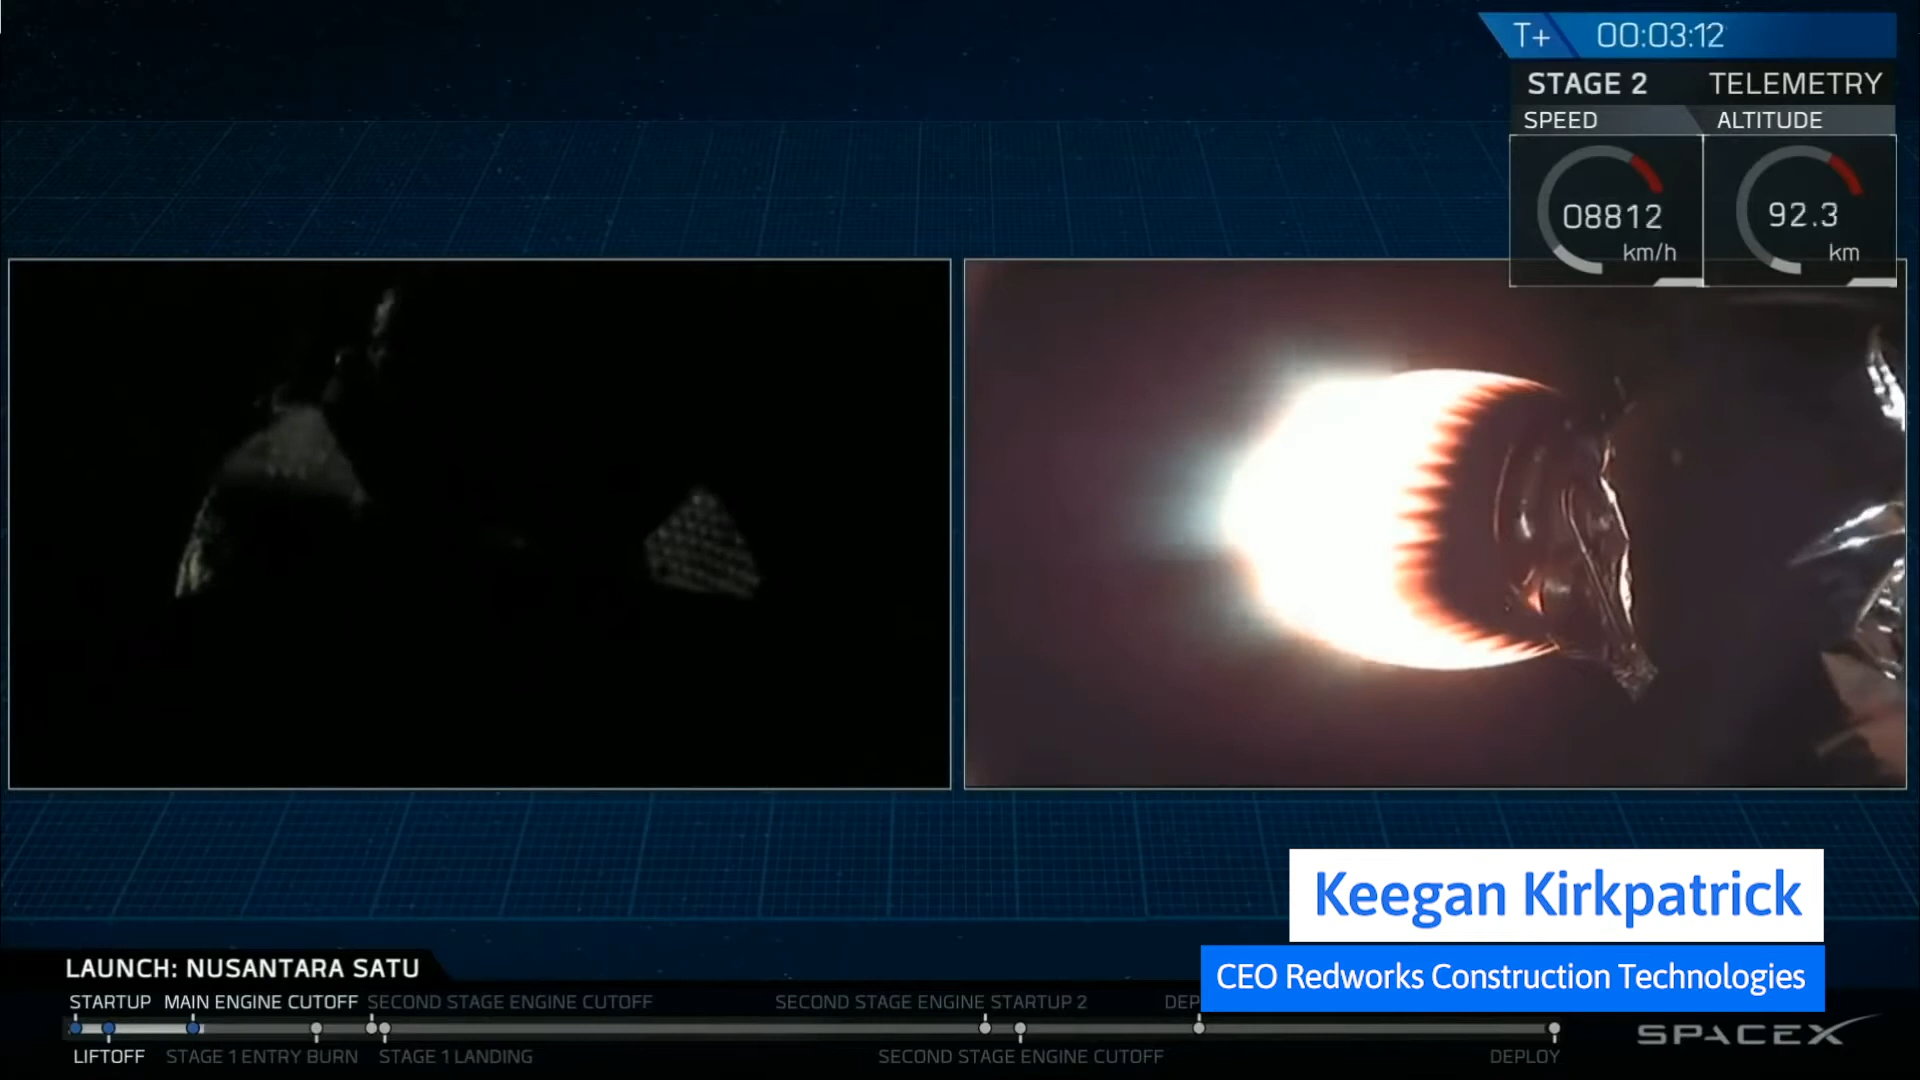 T+ 00:03:12
STAGE 2 TELEMETRY
SPEED ALTITUDE
08812 92.3
km/h km
Keegan Kirkpatrick
CEO Redworks Construction Technologies
LAUNCH: NUSANTARA SATU
STARTUP MAIN ENGINE CUTOFF SECOND STAGE ENGINE CUTOFF SECOND STAGE ENGINE STARTUP 2 DEP
LIFTOFF STAGE 1 ENTRY BURN STAGE 1 LANDING SECOND STAGE ENGINE CUTOFF DEPLOY
SPACEX